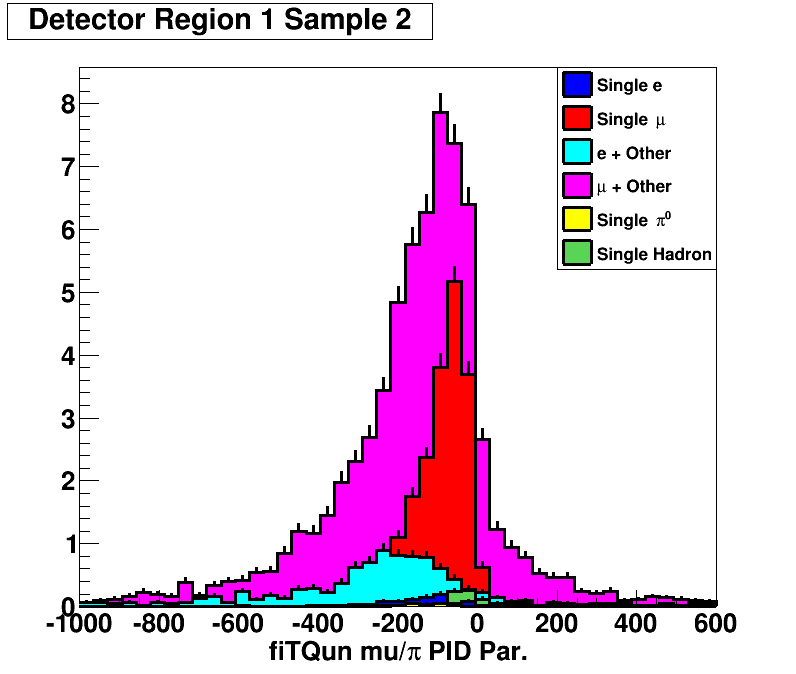 Detector Region 1 Sample 2
Single e
Single μ
e + Other
μ + Other
Single π⁰
Single Hadron
8
7
6
5
4
3
2
1
0
-1000 -800 -600 -400 -200 0 200 400 600
fiTQun mu/π PID Par.